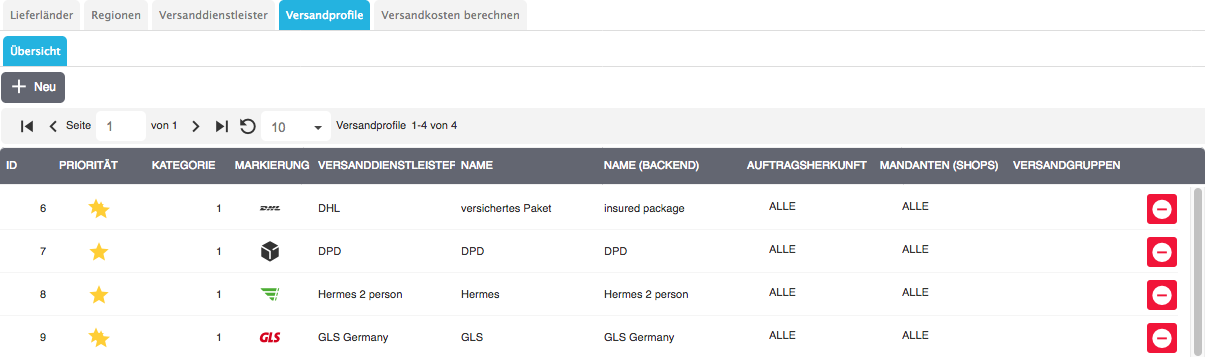 Lieferländer Regionen Versanddienstleister Versandprofile Versandkosten berechnen
Übersicht
Neu
Seite 1 von 1 10 Versandprofile 1-4 von 4
ID PRIORITÄT KATEGORIE MARKIERUNG VERSANDDIENSTLEISTER NAME NAME (BACKEND) AUFTRAGSHERKUNFT MANDANTEN (SHOPS) VERSANDGRUPPEN
6 1 DHL DHL versichertes Paket insured package ALLE ALLE
7 1 DPD DPD DPD ALLE ALLE
8 1 Hermes 2 person Hermes Hermes 2 person ALLE ALLE
9 1 GLS GLS Germany GLS GLS Germany ALLE ALLE